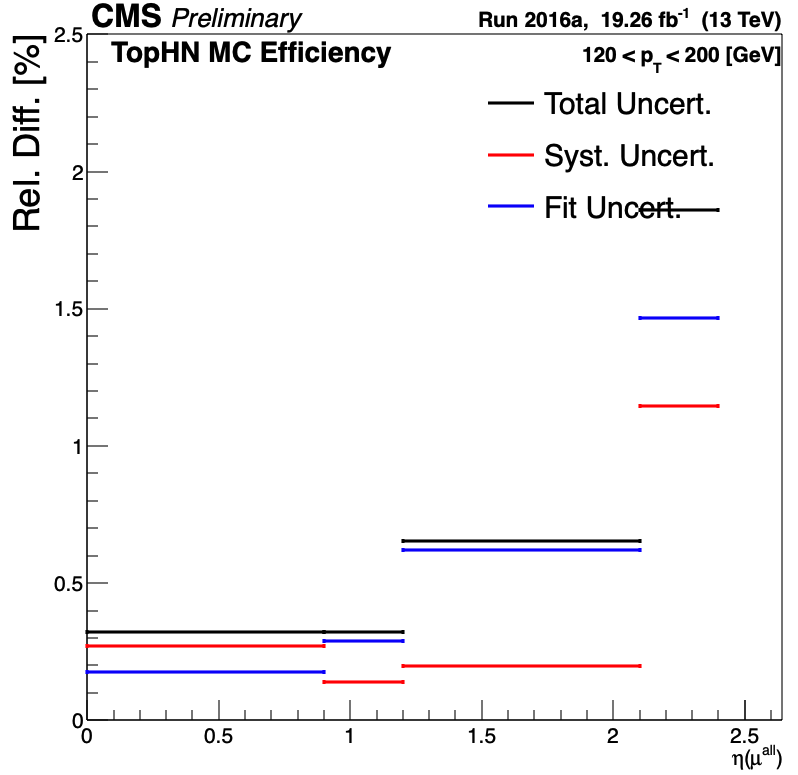 CMS Preliminary
Run 2016a, 19.26 fb⁻¹ (13 TeV)
TopHN MC Efficiency
120 < p_T < 200 [GeV]
Total Uncert.
Syst. Uncert.
Fit Uncert.
Rel. Diff. [%]
2.5
2
1.5
1
0.5
0
0 0.5 1 1.5 2 2.5
η(μ^all)